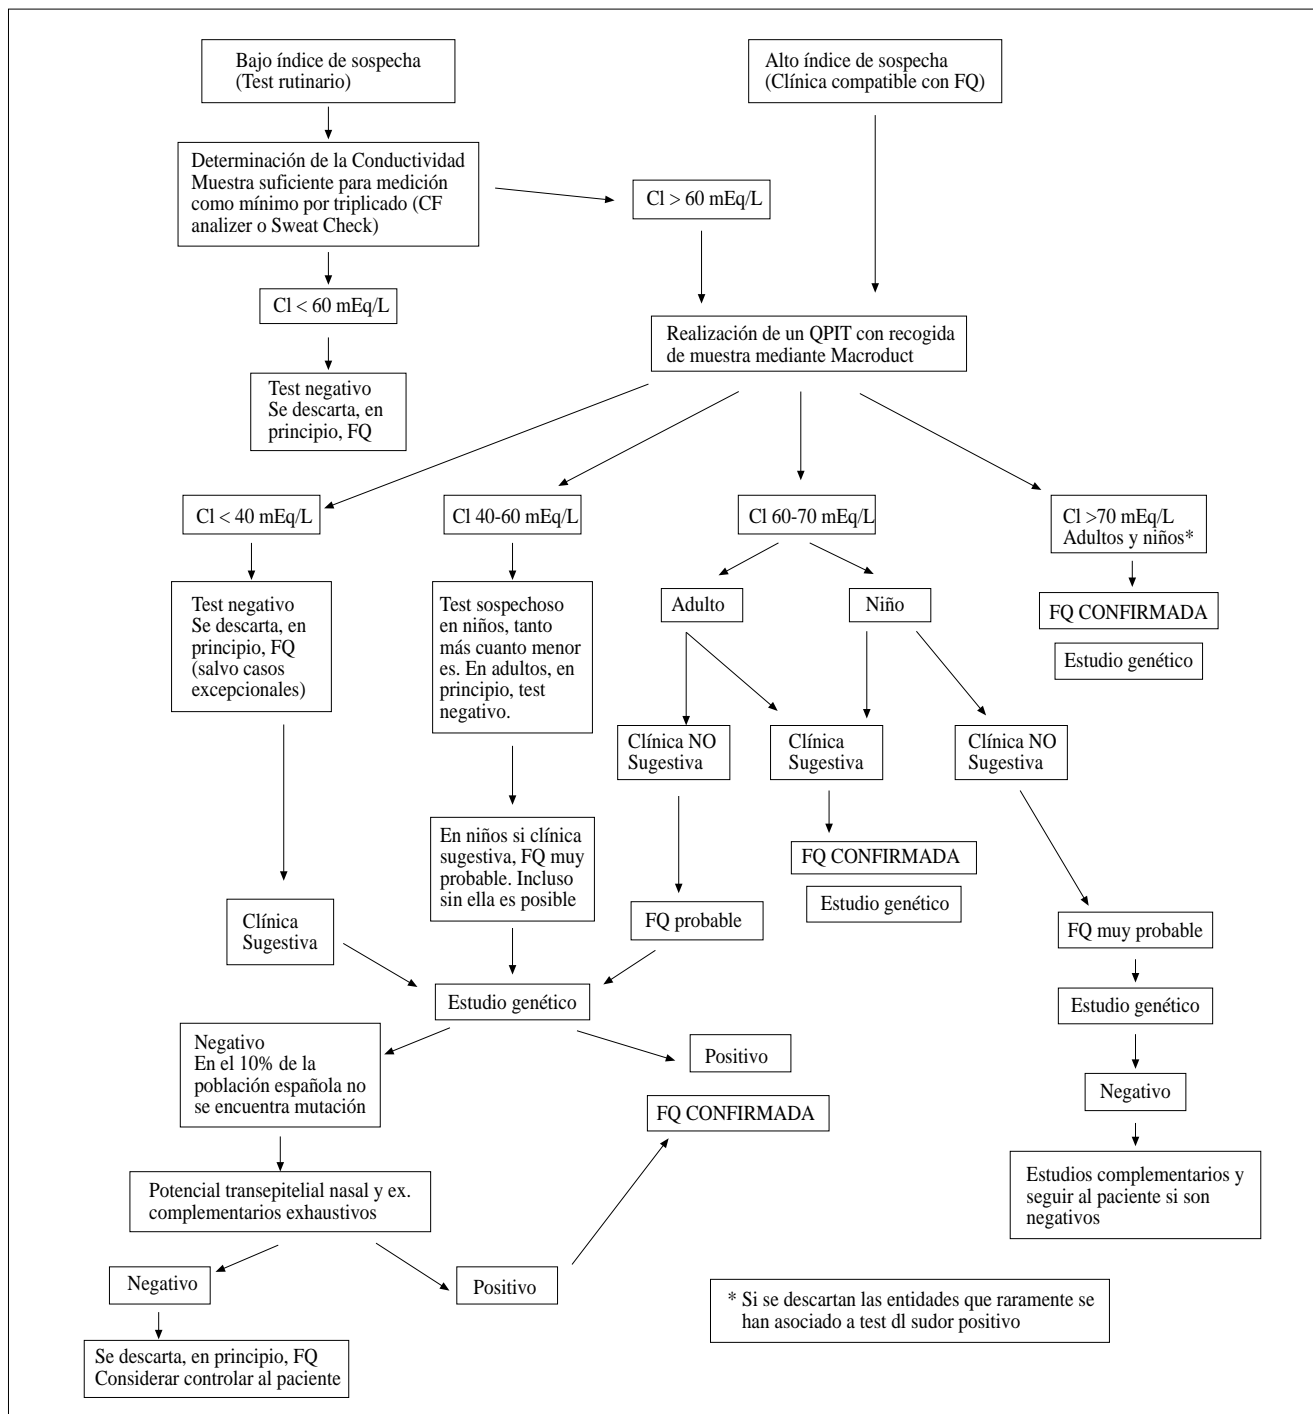 Bajo índice de sospecha
(Test rutinario)
Alto índice de sospecha
(Clínica compatible con FQ)
Determinación de la Conductividad
Muestra suficiente para medición
como mínimo por triplicado (CF
analizer o Sweat Check)
Cl > 60 mEq/L
Cl < 60 mEq/L
Realización de un QPIT con recogida
de muestra mediante Macroduct
Test negativo
Se descarta, en
principio, FQ
Cl < 40 mEq/L
Cl 40-60 mEq/L
Cl 60-70 mEq/L
Cl >70 mEq/L
Adultos y niños*
Test negativo
Se descarta, en
principio, FQ
(salvo casos
excepcionales)
Test sospechoso
en niños, tanto
más cuanto menor
es. En adultos, en
principio, test
negativo.
Adulto
Niño
FQ CONFIRMADA
Estudio genético
Clínica NO
Sugestiva
Clínica
Sugestiva
Clínica NO
Sugestiva
En niños si clínica
sugestiva, FQ muy
probable. Incluso
sin ella es posible
FQ CONFIRMADA
Estudio genético
Clínica
Sugestiva
FQ probable
FQ muy probable
Estudio genético
Estudio genético
Negativo
En el 10% de la
población española no
se encuentra mutación
Positivo
Negativo
FQ CONFIRMADA
Potencial transepitelial nasal y ex.
complementarios exhaustivos
Estudios complementarios y
seguir al paciente si son
negativos
Negativo
Positivo
* Si se descartan las entidades que raramente se
han asociado a test dl sudor positivo
Se descarta, en principio, FQ
Considerar controlar al paciente